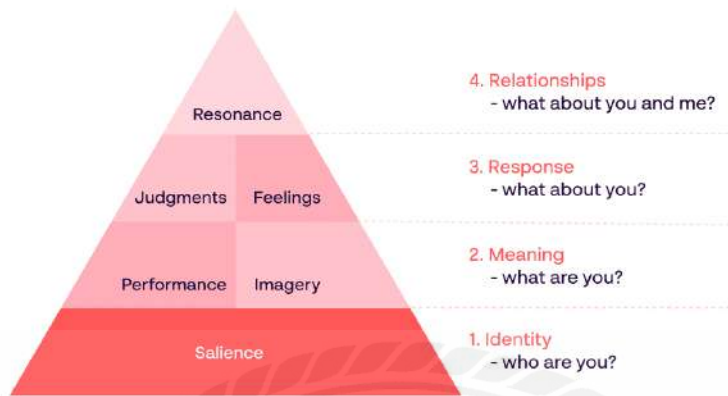 Resonance
4. Relationships
- what about you and me?
Judgments
Feelings
3. Response
- what about you?
Performance
Imagery
2. Meaning
- what are you?
Salience
1. Identity
- who are you?